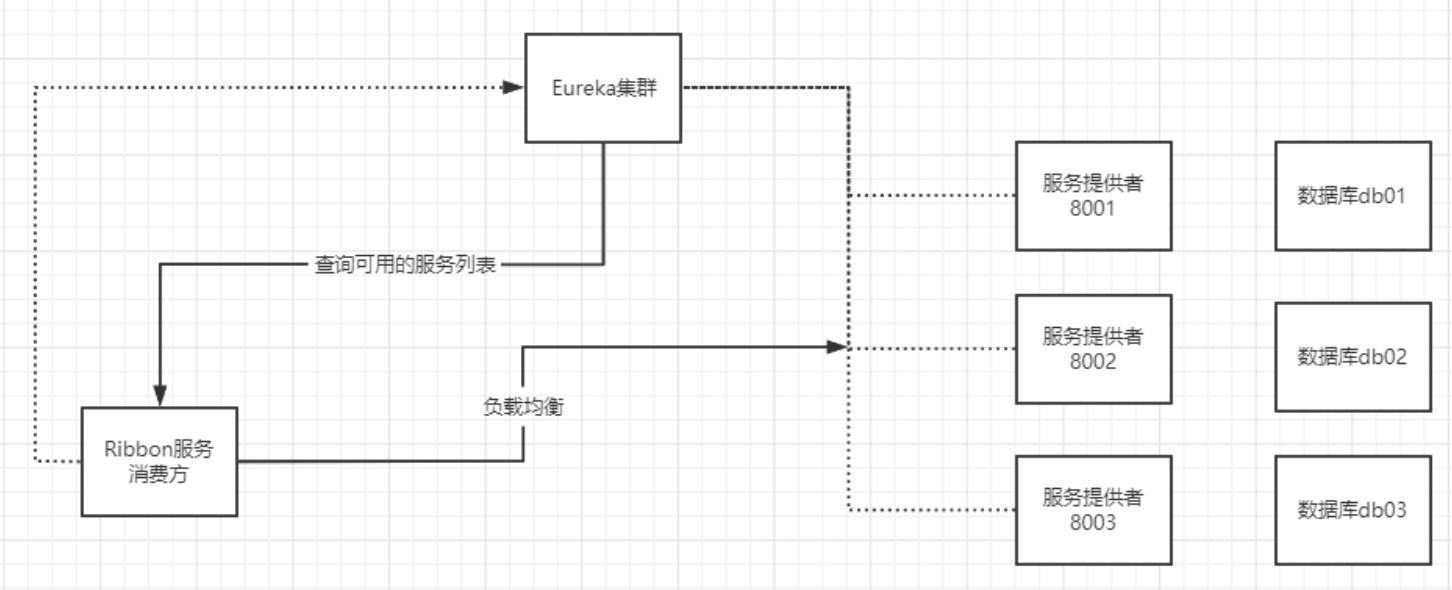 Eureka集群
服务提供者
8001
数据库db01
查询可用的服务列表
服务提供者
8002
数据库db02
负载均衡
Ribbon服务
消费方
服务提供者
8003
数据库db03